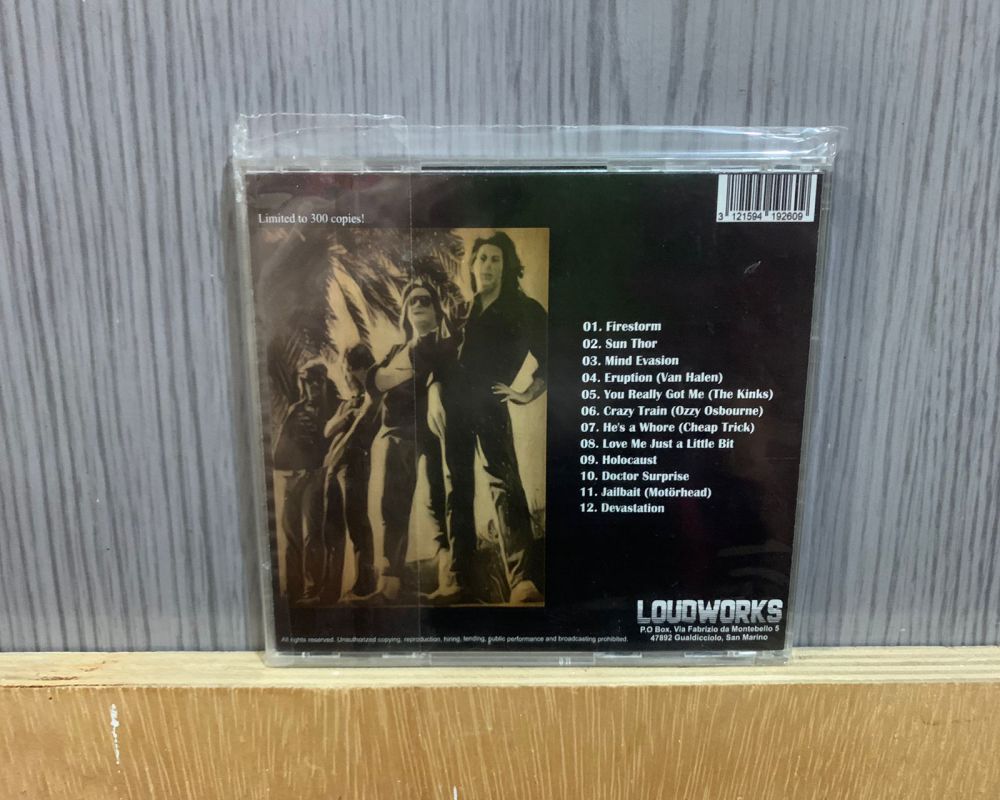 Limited to 300 copies!
3 121594 192609
01. Firestorm
02. Sun Thor
03. Mind Evasion
04. Eruption (Van Halen)
05. You Really Got Me (The Kinks)
06. Crazy Train (Ozzy Osbourne)
07. He's a Whore (Cheap Trick)
08. Love Me Just a Little Bit
09. Holocaust
10. Doctor Surprise
11. Jailbait (Motörhead)
12. Devastation
LOUDWORKS
P.O Box, Via Fabrizio da Montebello 5
47892 Gualdicciolo, San Marino
All rights reserved. Unauthorized copying, reproduction, hiring, lending, public performance and broadcasting prohibited.